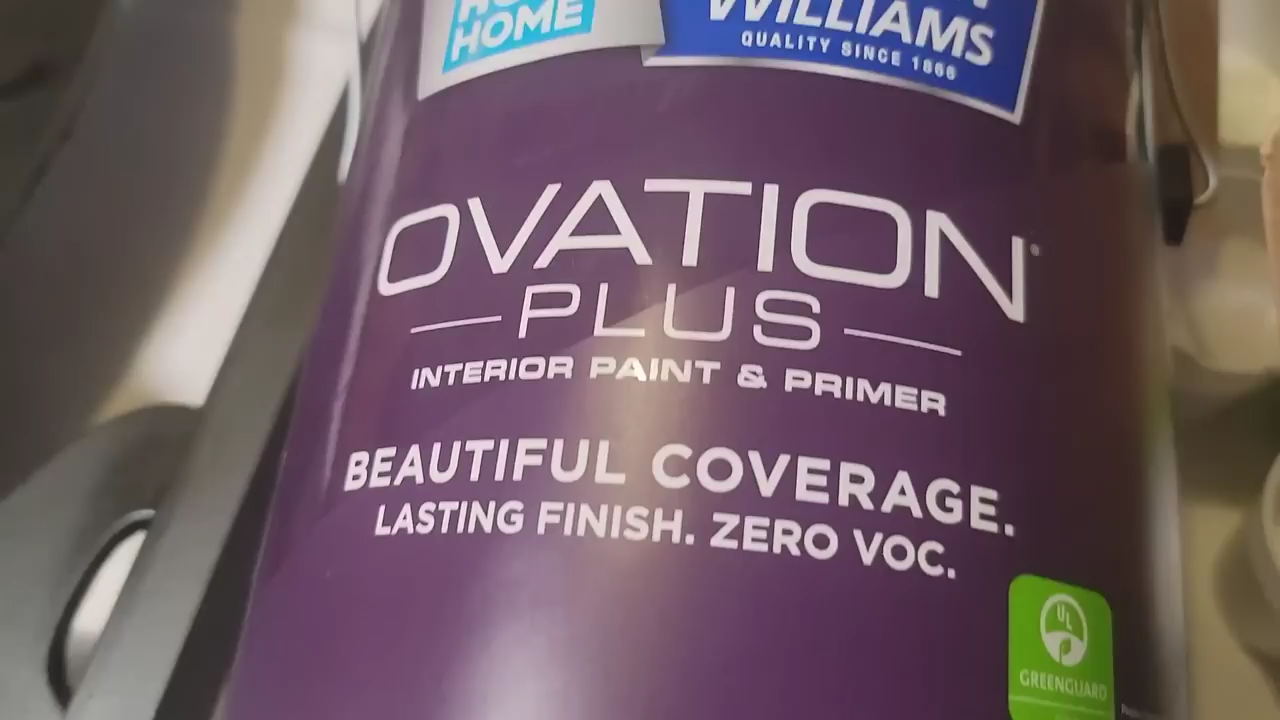 HOME
WILLIAMS
QUALITY SINCE 1866
OVATION
PLUS
INTERIOR PAINT & PRIMER
BEAUTIFUL COVERAGE.
LASTING FINISH. ZERO VOC.
UL
GREENGUARD